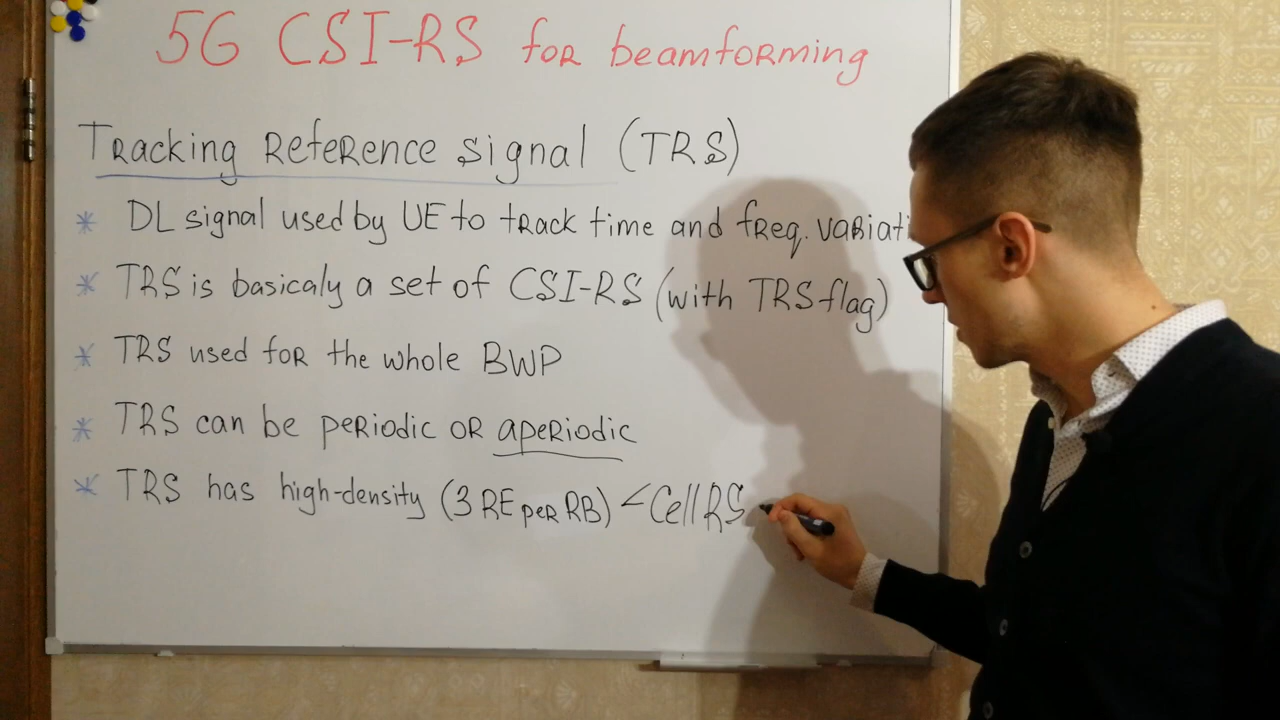 5G CSI-RS for beamforming
Tracking Reference Signal (TRS)
* DL signal used by UE to track time and freq. variati
* TRS is basicaly a set of CSI-RS (with TRS flag)
* TRS used for the whole BWP
* TRS can be periodic or aperiodic
* TRS has high-density (3 RE per RB) < Cell RS